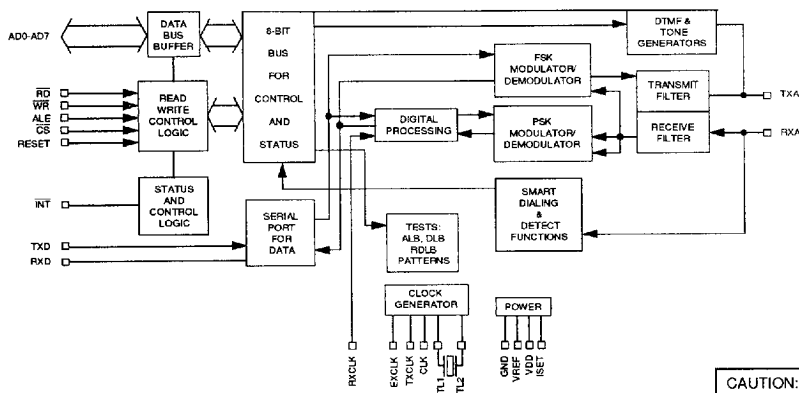 DATA
BUS
BUFFER
AD0-AD7
8-BIT
BUS
FOR
CONTROL
AND
STATUS
DTMF &
TONE
GENERATORS
FSK
MODULATOR/
DEMODULATOR
TRANSMIT
FILTER
TXA
RD
WR
ALE
CS
RESET
READ
WRITE
CONTROL
LOGIC
DIGITAL
PROCESSING
PSK
MODULATOR/
DEMODULATOR
RECEIVE
FILTER
RXA
INT
STATUS
AND
CONTROL
LOGIC
SMART
DIALING
&
DETECT
FUNCTIONS
TXD
RXD
SERIAL
PORT
FOR
DATA
TESTS:
ALB, DLB
RDLB
PATTERNS
CLOCK
GENERATOR
POWER
RXCLK
EXCLK
TXCLK
CLK
TL1
TL2
GND
VREF
VDD
ISET
CAUTION: